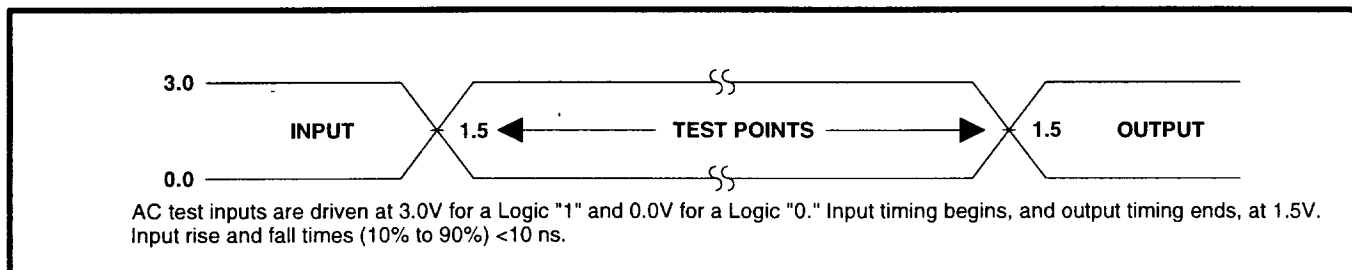 3.0
INPUT 1.5 TEST POINTS 1.5 OUTPUT
0.0
AC test inputs are driven at 3.0V for a Logic "1" and 0.0V for a Logic "0." Input timing begins, and output timing ends, at 1.5V.
Input rise and fall times (10% to 90%) <10 ns.